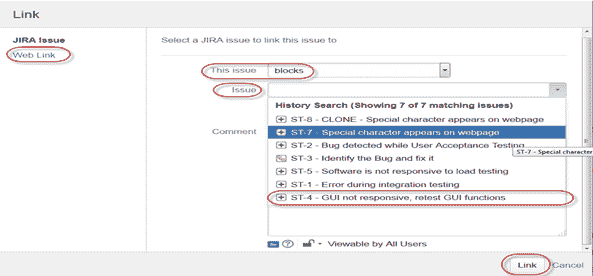 Link
JIRA Issue
Web Link
Select a JIRA issue to link this issue to
This issue blocks
Issue
History Search (Showing 7 of 7 matching issues)
ST-8 - CLONE - Special character appears on webpage
ST-7 - Special character appears on webpage
ST-2 - Bug detected while User Acceptance Testing
ST-7 - Special character
ST-3 - Identify the Bug and fix it
ST-5 - Software is not responsive to load testing
ST-1 - Error during integration testing
ST-4 - GUI not responsive, retest GUI functions
Comment
Viewable by All Users
Link Cancel